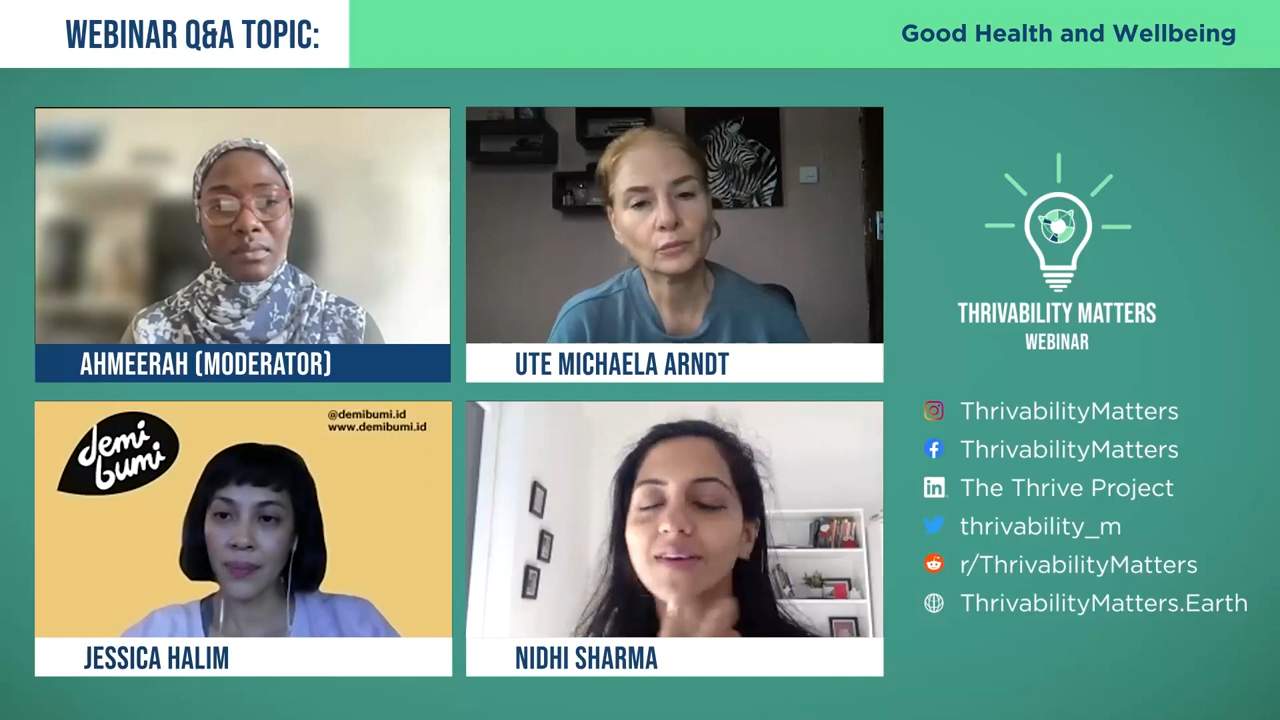 WEBINAR Q&A TOPIC:
Good Health and Wellbeing
AHMEERAH (MODERATOR)
UTE MICHAELA ARNDT
demi
bumi
@demibumi.id
www.demibumi.id
JESSICA HALIM
NIDHI SHARMA
THRIVABILITY MATTERS
WEBINAR
ThrivabilityMatters
ThrivabilityMatters
in The Thrive Project
thrivability_m
r/ThrivabilityMatters
ThrivabilityMatters.Earth